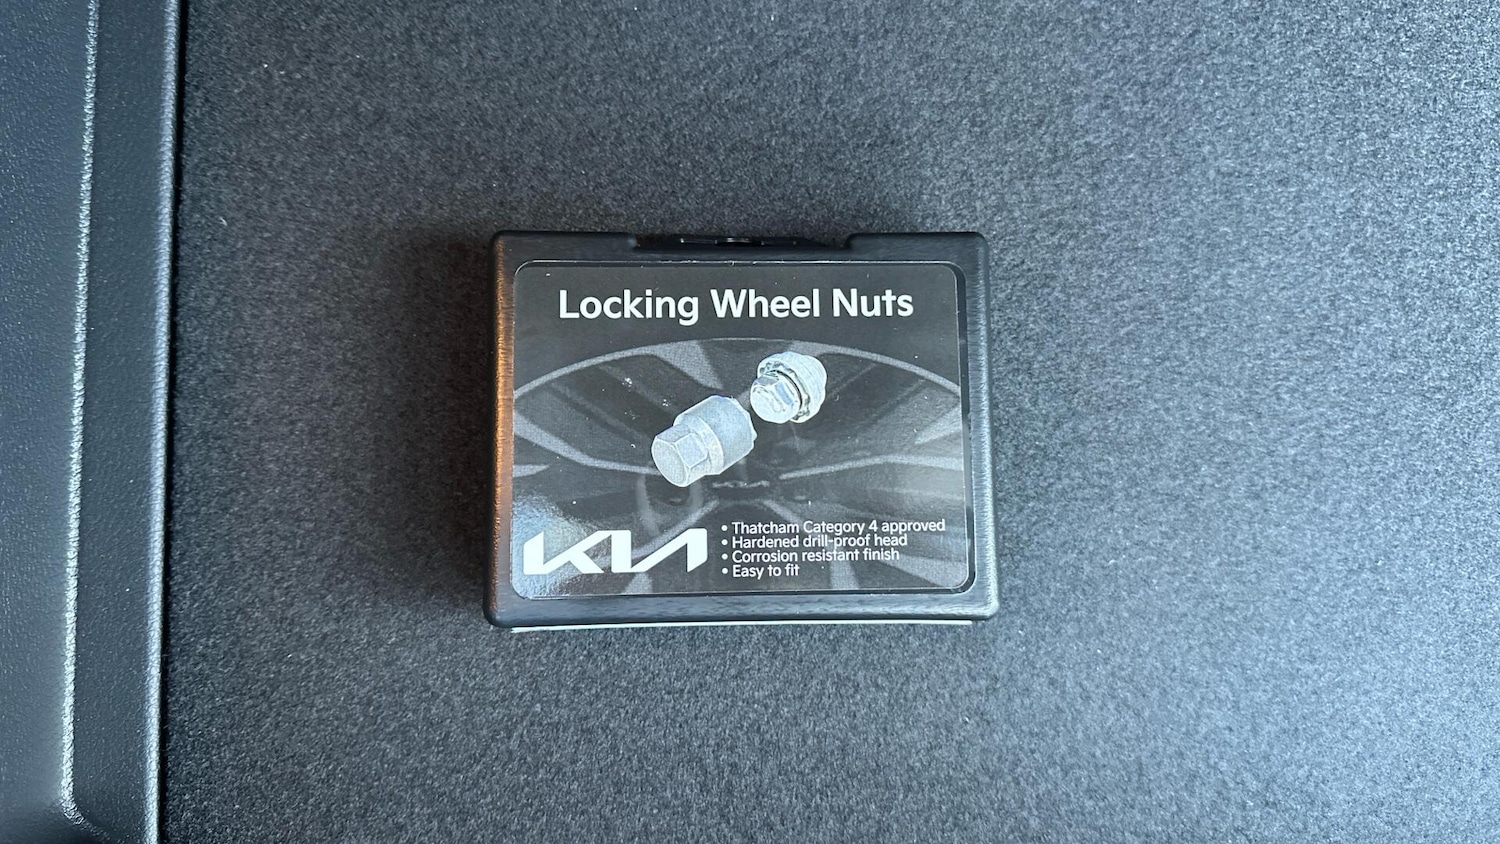 Locking Wheel Nuts
KIA
• Thatcham Category 4 approved
• Hardened drill-proof head
• Corrosion resistant finish
• Easy to fit